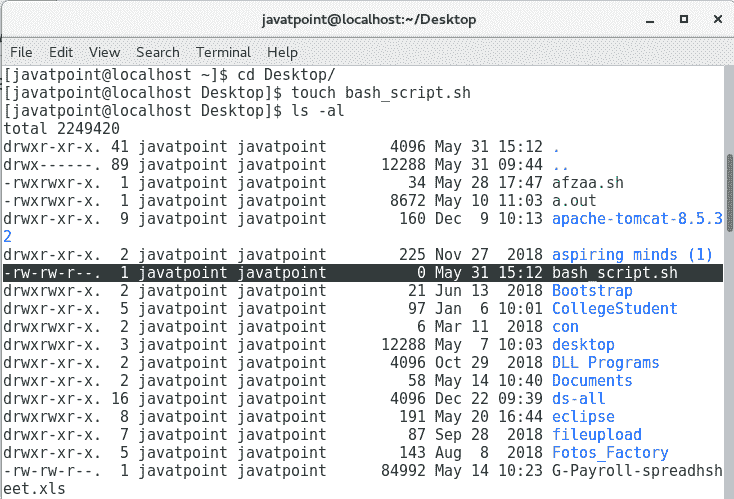 javatpoint@localhost:~/Desktop
File Edit View Search Terminal Help
[javatpoint@localhost ~]$ cd Desktop/
[javatpoint@localhost Desktop]$ touch bash_script.sh
[javatpoint@localhost Desktop]$ ls -al
total 2249420
drwxr-xr-x. 41 javatpoint javatpoint       4096 May 31 15:12 .
drwx------. 89 javatpoint javatpoint      12288 May 31 09:44 ..
-rwxrwxr-x.  1 javatpoint javatpoint         34 May 28 17:47 afzaa.sh
-rwxrwxr-x.  1 javatpoint javatpoint       8672 May 10 11:03 a.out
drwxr-xr-x.  9 javatpoint javatpoint        160 Dec  9 10:13 apache-tomcat-8.5.3
2
drwxr-xr-x.  2 javatpoint javatpoint        225 Nov 27  2018 aspiring minds (1)
-rw-rw-r--.  1 javatpoint javatpoint          0 May 31 15:12 bash_script.sh
drwxrwxr-x.  2 javatpoint javatpoint         21 Jun 13  2018 Bootstrap
drwxr-xr-x.  5 javatpoint javatpoint         97 Jan  6 10:01 CollegeStudent
drwxrwxr-x.  2 javatpoint javatpoint          6 Mar 11  2018 con
drwxrwxr-x.  3 javatpoint javatpoint      12288 May  7 10:03 desktop
drwxr-xr-x.  2 javatpoint javatpoint       4096 Oct 29  2018 DLL Programs
drwxr-xr-x.  2 javatpoint javatpoint         58 May 14 10:40 Documents
drwxr-xr-x. 16 javatpoint javatpoint       4096 Dec 22 09:39 ds-all
drwxrwxr-x.  8 javatpoint javatpoint        191 May 20 16:44 eclipse
drwxr-xr-x.  7 javatpoint javatpoint         87 Sep 28  2018 fileupload
drwxr-xr-x.  5 javatpoint javatpoint        143 Aug  8  2018 Fotos_Factory
-rw-rw-r--.  1 javatpoint javatpoint      84992 May 14 10:23 G-Payroll-spreadhsh
eet.xls